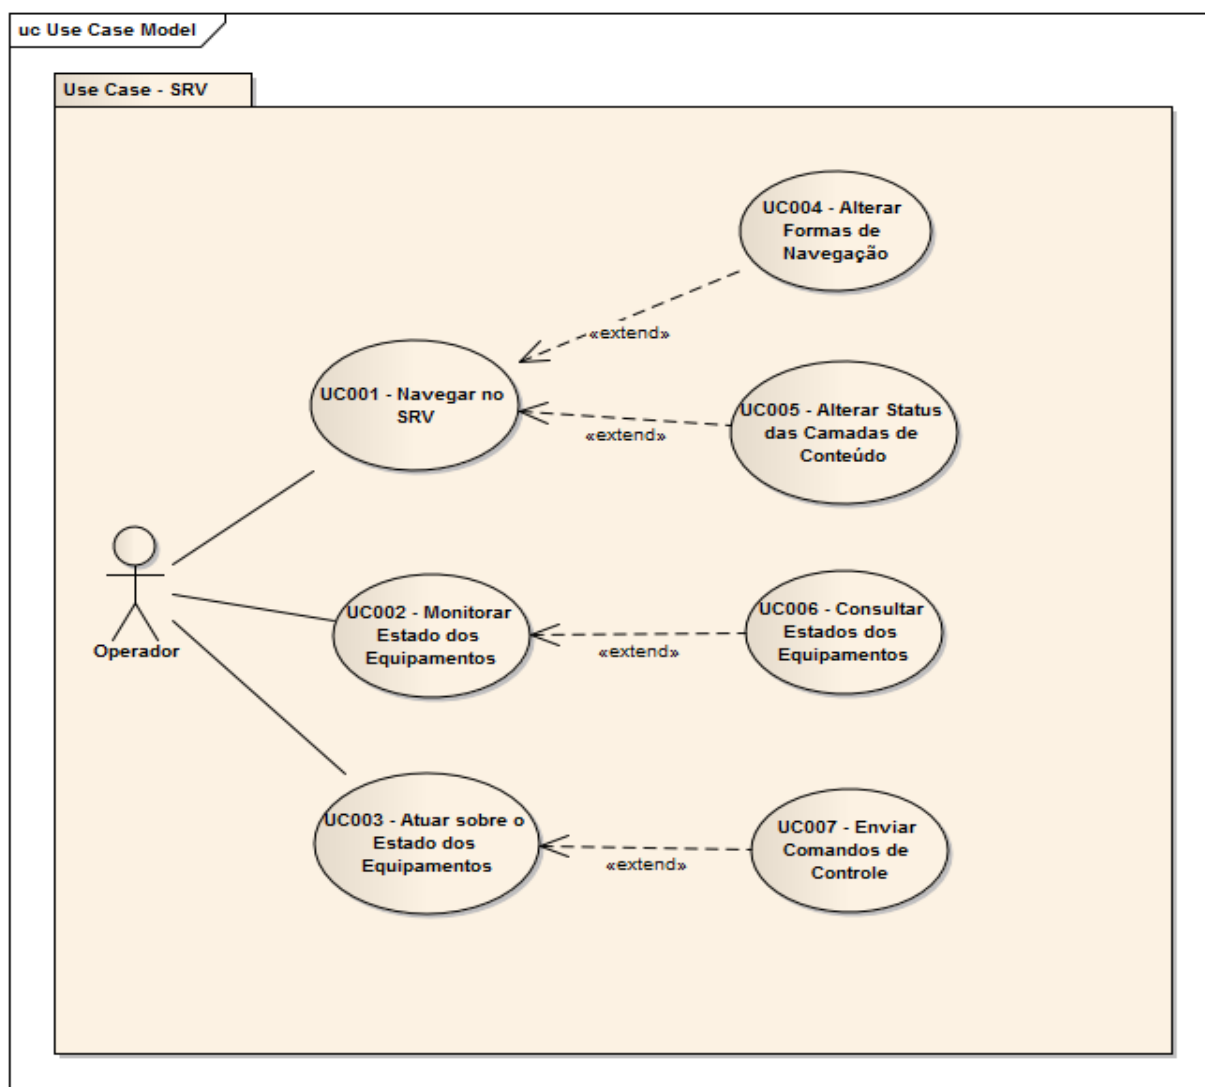 uc Use Case Model
Use Case - SRV
UC004 - Alterar
Formas de
Navegação
«extend»
UC001 - Navegar no
SRV
UC005 - Alterar Status
das Camadas de
Conteúdo
«extend»
Operador
UC002 - Monitorar
Estado dos
Equipamentos
UC006 - Consultar
Estados dos
Equipamentos
«extend»
UC003 - Atuar sobre o
Estado dos
Equipamentos
UC007 - Enviar
Comandos de
Controle
«extend»